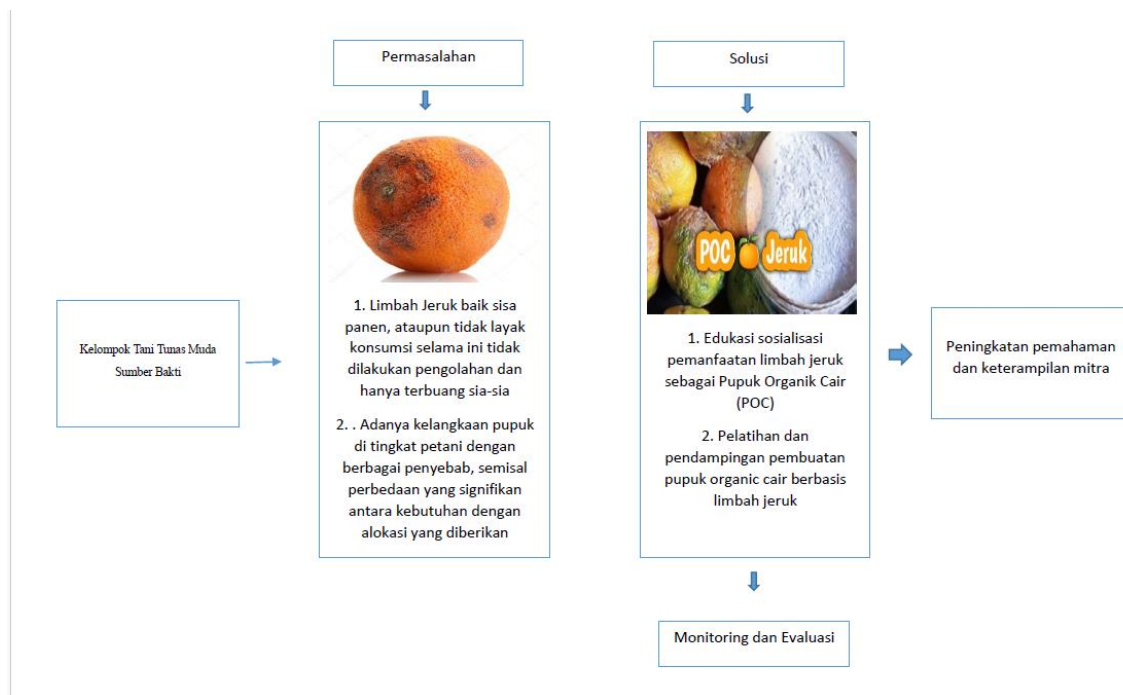 Permasalahan
Solusi
Kelompok Tani Tunas Muda
Sumber Bakti
1. Limbah Jeruk baik sisa
panen, ataupun tidak layak
konsumsi selama ini tidak
dilakukan pengolahan dan
hanya terbuang sia-sia
2. . Adanya kelangkaan pupuk
di tingkat petani dengan
berbagai penyebab, semisal
perbedaan yang signifikan
antara kebutuhan dengan
alokasi yang diberikan
POC Jeruk
1. Edukasi sosialisasi
pemanfaatan limbah jeruk
sebagai Pupuk Organik Cair
(POC)
2. Pelatihan dan
pendampingan pembuatan
pupuk organic cair berbasis
limbah jeruk
Peningkatan pemahaman
dan keterampilan mitra
Monitoring dan Evaluasi